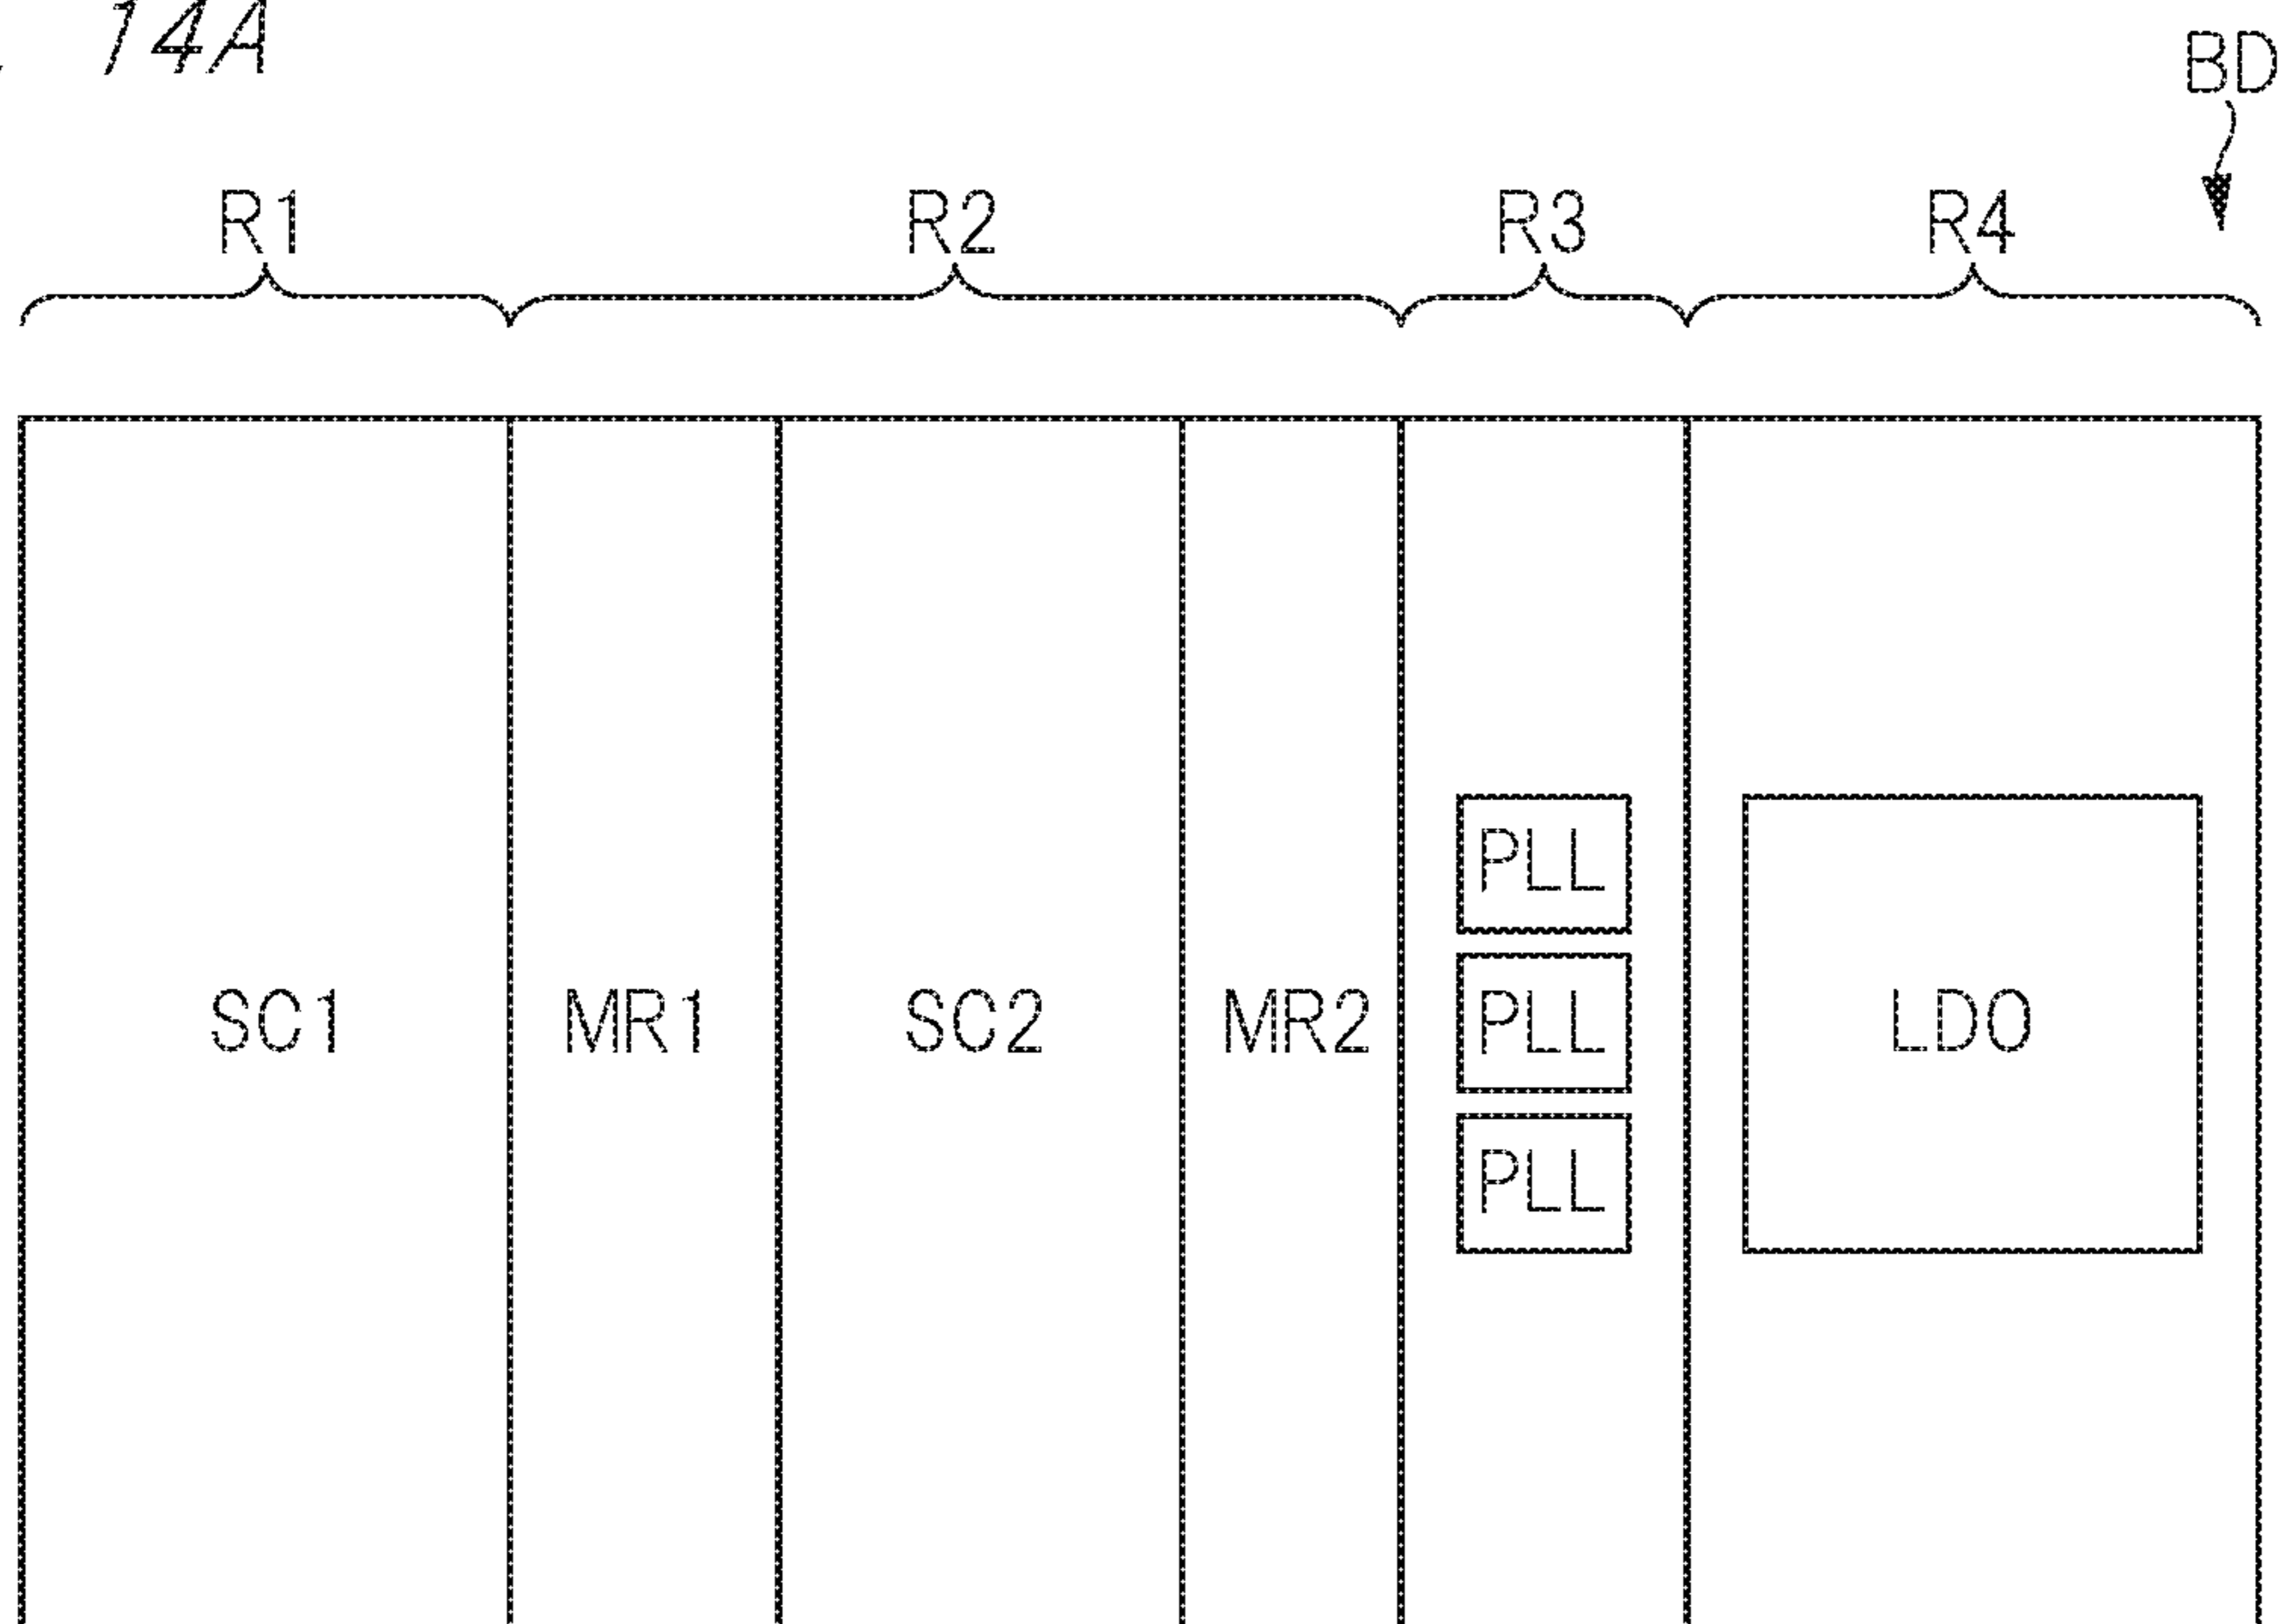 14A
BD
R1 R2 R3 R4
PLL
SC1 MR1 SC2 MR2 PLL LDO
PLL